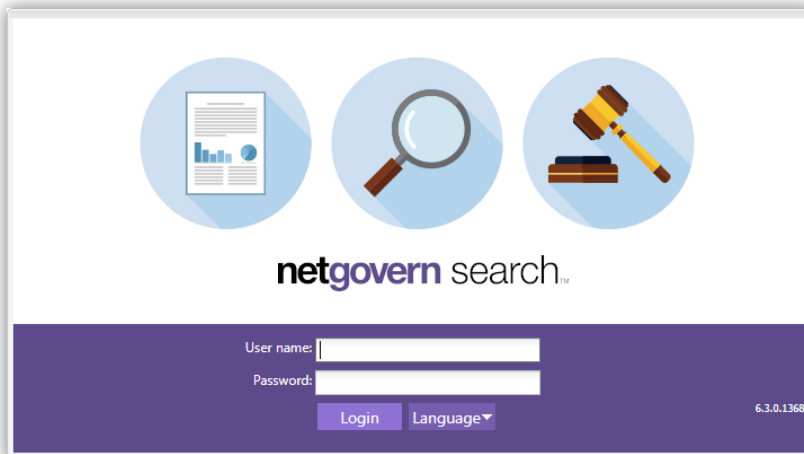 netgovern search™
User name:
Password:
Login Language
6.3.0.1368